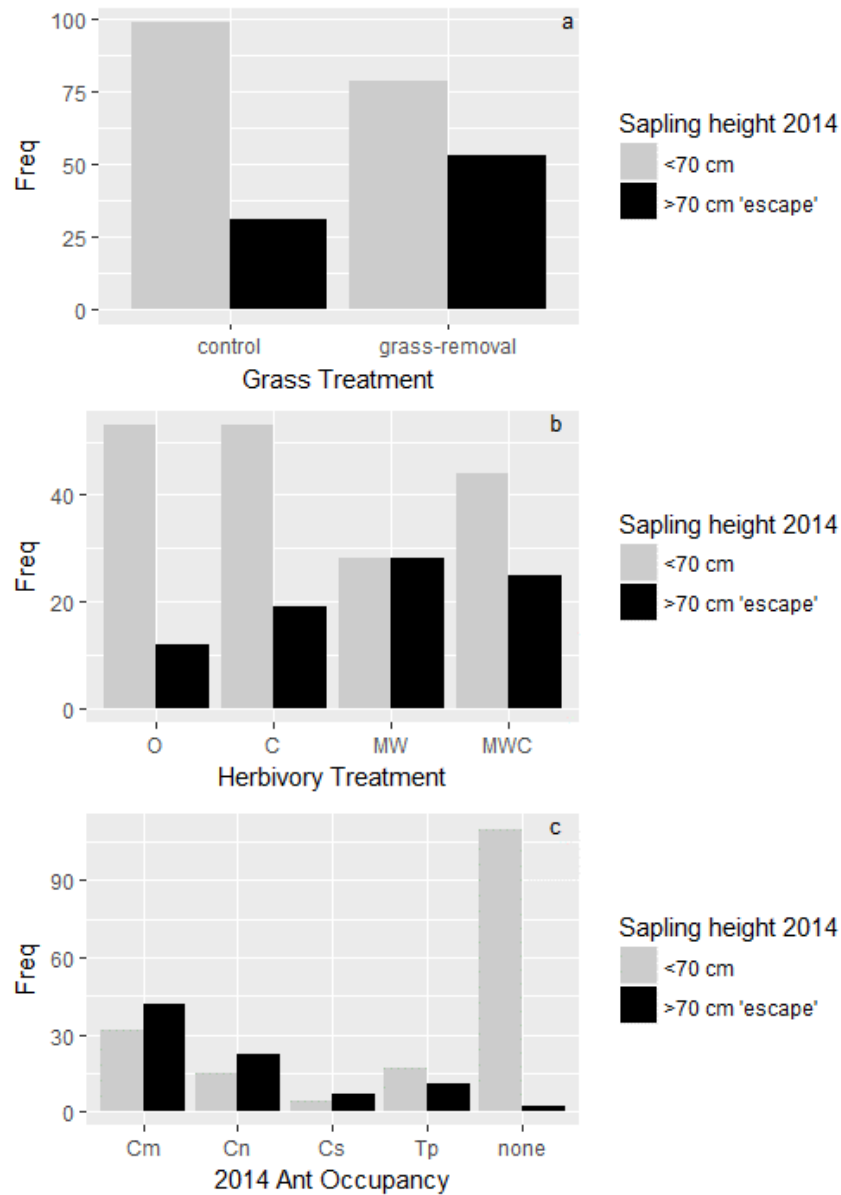 a
100
75
50
25
0
Freq
control grass-removal
Grass Treatment
Sapling height 2014
<70 cm
>70 cm 'escape'
b
40
20
0
Freq
O C MW MWC
Herbivory Treatment
Sapling height 2014
<70 cm
>70 cm 'escape'
c
90
60
30
0
Freq
Cm Cn Cs Tp none
2014 Ant Occupancy
Sapling height 2014
<70 cm
>70 cm 'escape'